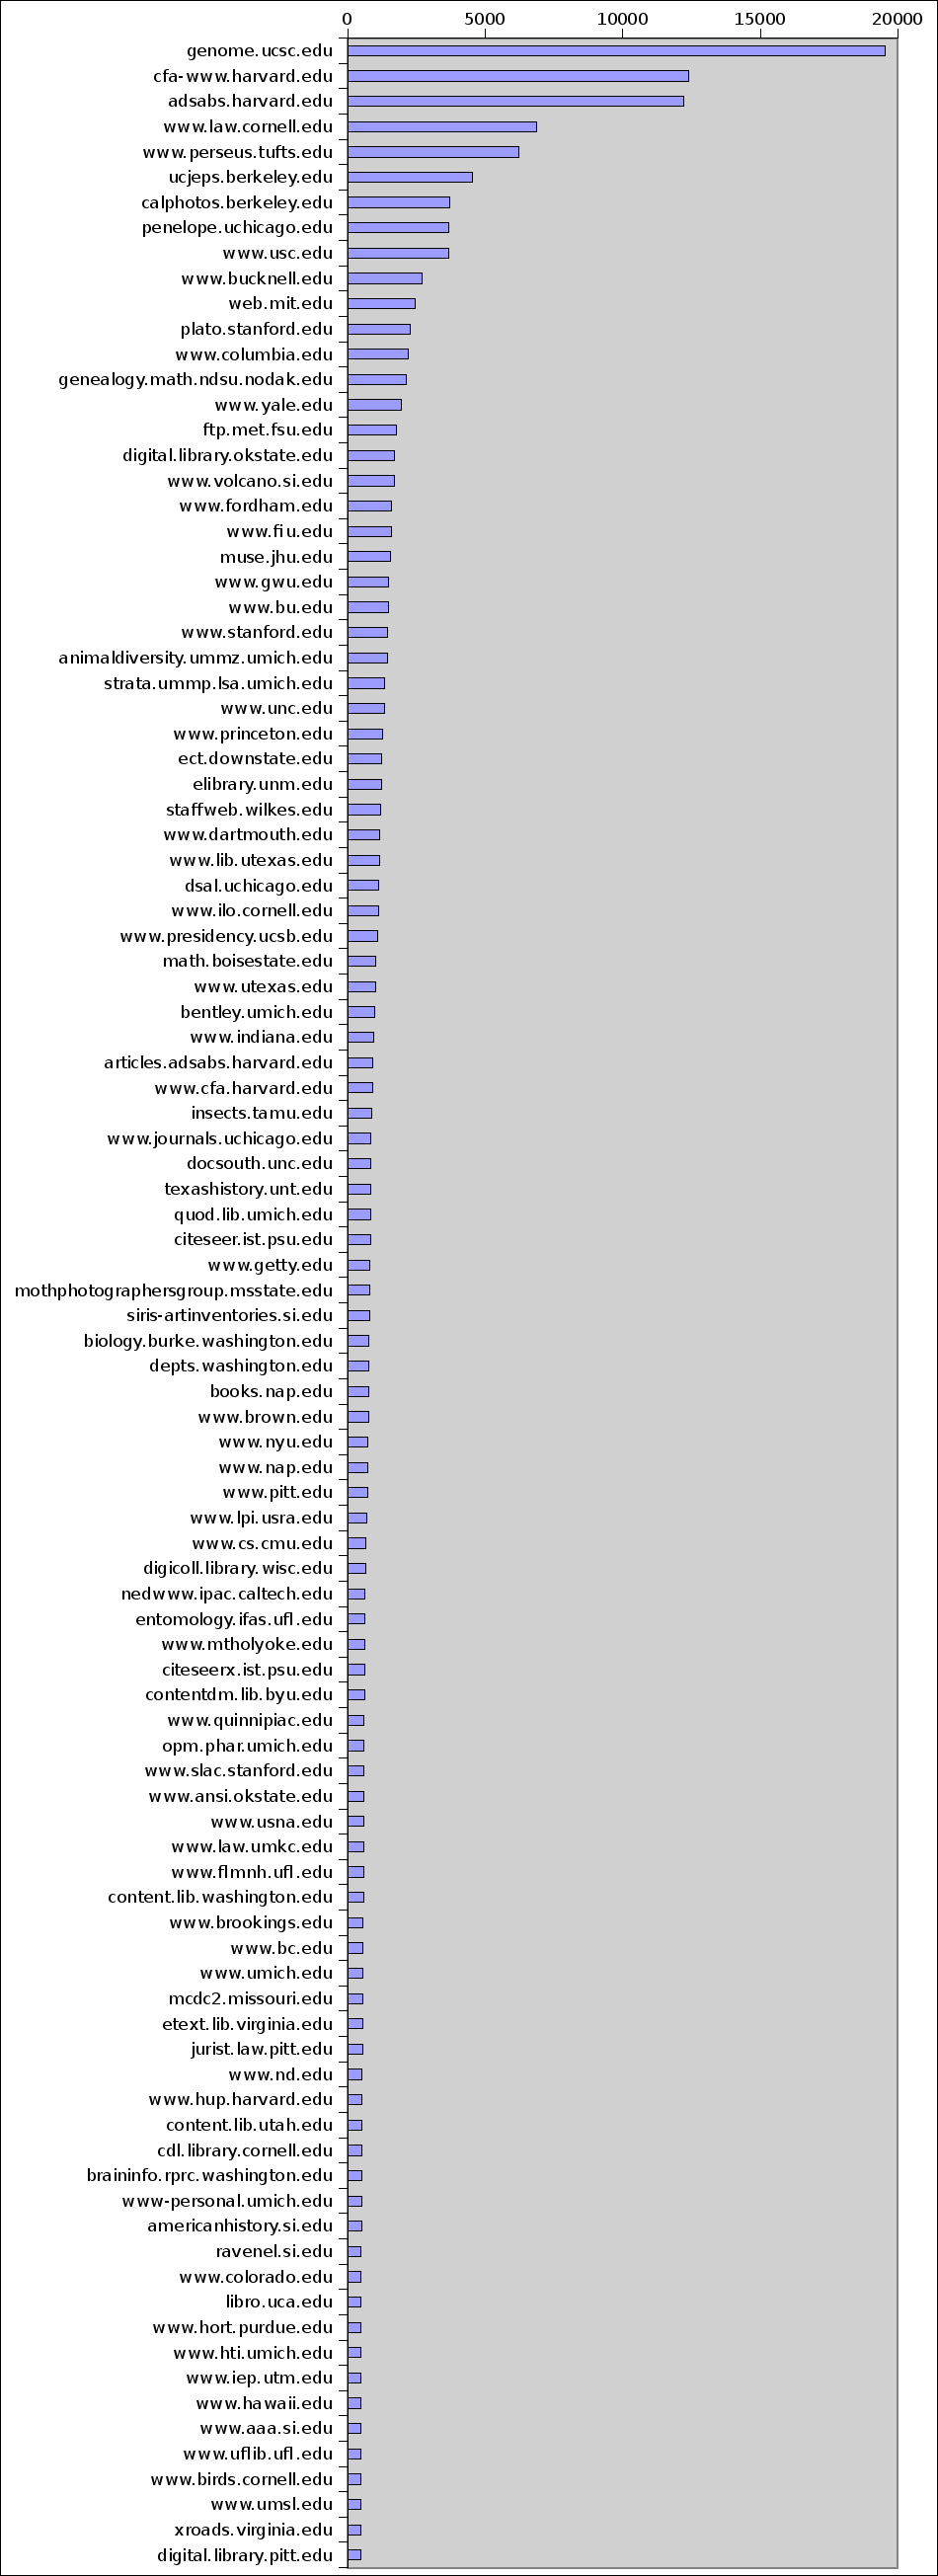 0 5000 10000 15000 20000
genome.ucsc.edu
cfa-www.harvard.edu
adsabs.harvard.edu
www.law.cornell.edu
www.perseus.tufts.edu
ucjeps.berkeley.edu
calphotos.berkeley.edu
penelope.uchicago.edu
www.usc.edu
www.bucknell.edu
web.mit.edu
plato.stanford.edu
www.columbia.edu
genealogy.math.ndsu.nodak.edu
www.yale.edu
ftp.met.fsu.edu
digital.library.okstate.edu
www.volcano.si.edu
www.fordham.edu
www.fiu.edu
muse.jhu.edu
www.gwu.edu
www.bu.edu
www.stanford.edu
animaldiversity.ummz.umich.edu
strata.ummp.lsa.umich.edu
www.unc.edu
www.princeton.edu
ect.downstate.edu
elibrary.unm.edu
staffweb.wilkes.edu
www.dartmouth.edu
www.lib.utexas.edu
dsal.uchicago.edu
www.ilo.cornell.edu
www.presidency.ucsb.edu
math.boisestate.edu
www.utexas.edu
bentley.umich.edu
www.indiana.edu
articles.adsabs.harvard.edu
www.cfa.harvard.edu
insects.tamu.edu
www.journals.uchicago.edu
docsouth.unc.edu
texashistory.unt.edu
quod.lib.umich.edu
citeseer.ist.psu.edu
www.getty.edu
mothphotographersgroup.msstate.edu
siris-artinventories.si.edu
biology.burke.washington.edu
depts.washington.edu
books.nap.edu
www.brown.edu
www.nyu.edu
www.nap.edu
www.pitt.edu
www.lpi.usra.edu
www.cs.cmu.edu
digicoll.library.wisc.edu
nedwww.ipac.caltech.edu
entomology.ifas.ufl.edu
www.mtholyoke.edu
citeseerx.ist.psu.edu
contentdm.lib.byu.edu
www.quinnipiac.edu
opm.phar.umich.edu
www.slac.stanford.edu
www.ansi.okstate.edu
www.usna.edu
www.law.umkc.edu
www.flmnh.ufl.edu
content.lib.washington.edu
www.brookings.edu
www.bc.edu
www.umich.edu
mcdc2.missouri.edu
etext.lib.virginia.edu
jurist.law.pitt.edu
www.nd.edu
www.hup.harvard.edu
content.lib.utah.edu
cdl.library.cornell.edu
braininfo.rprc.washington.edu
www-personal.umich.edu
americanhistory.si.edu
ravenel.si.edu
www.colorado.edu
libro.uca.edu
www.hort.purdue.edu
www.hti.umich.edu
www.iep.utm.edu
www.hawaii.edu
www.aaa.si.edu
www.uflib.ufl.edu
www.birds.cornell.edu
www.umsl.edu
xroads.virginia.edu
digital.library.pitt.edu